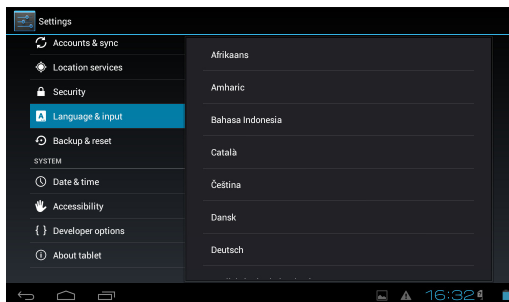 Settings
Accounts & sync
Location services
Security
Language & input
Backup & reset
SYSTEM
Date & time
Accessibility
Developer options
About tablet
Afrikaans
Amharic
Bahasa Indonesia
Català
Čeština
Dansk
Deutsch
16:32